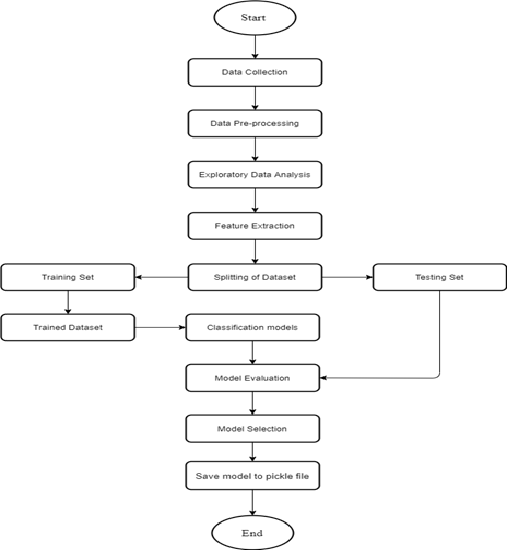 Start
Data Collection
Data Pre-processing
Exploratory Data Analysis
Feature Extraction
Training Set
Splitting of Dataset
Testing Set
Trained Dataset
Classification models
Model Evaluation
Model Selection
Save model to pickle file
End